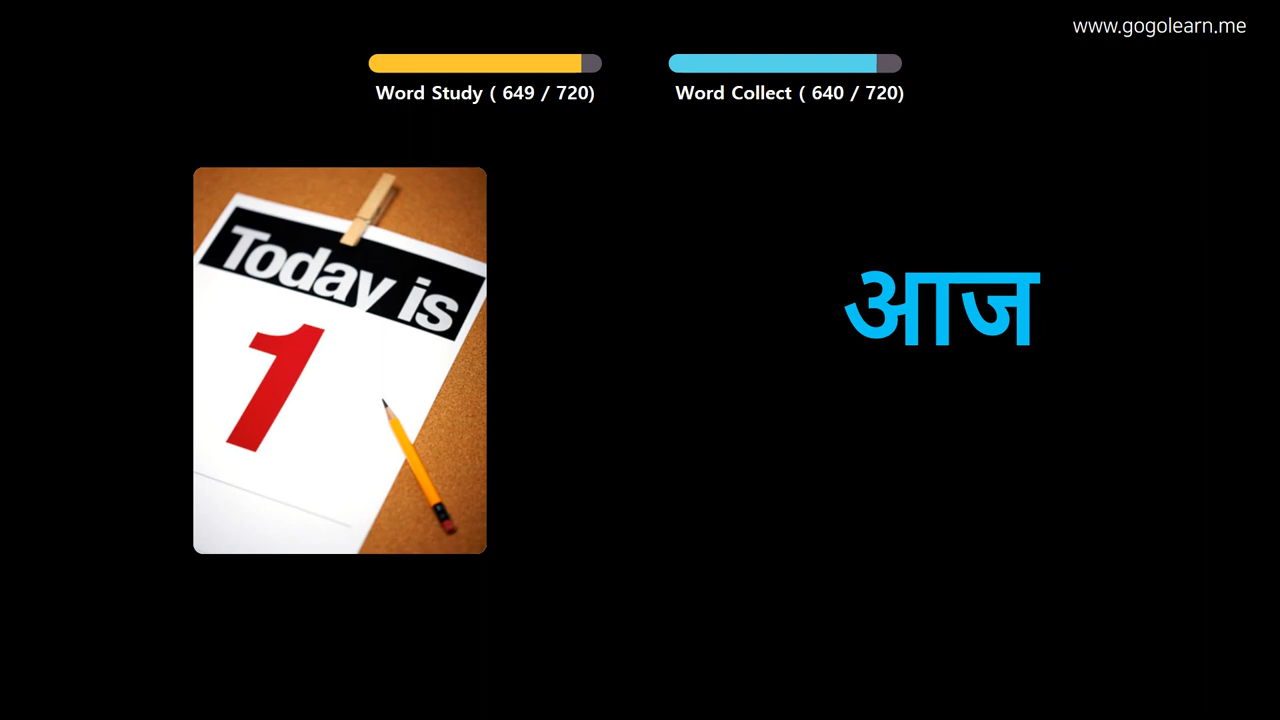 www.gogolearn.me
Word Study ( 649 / 720)
Word Collect ( 640 / 720)
Today is
1
आज